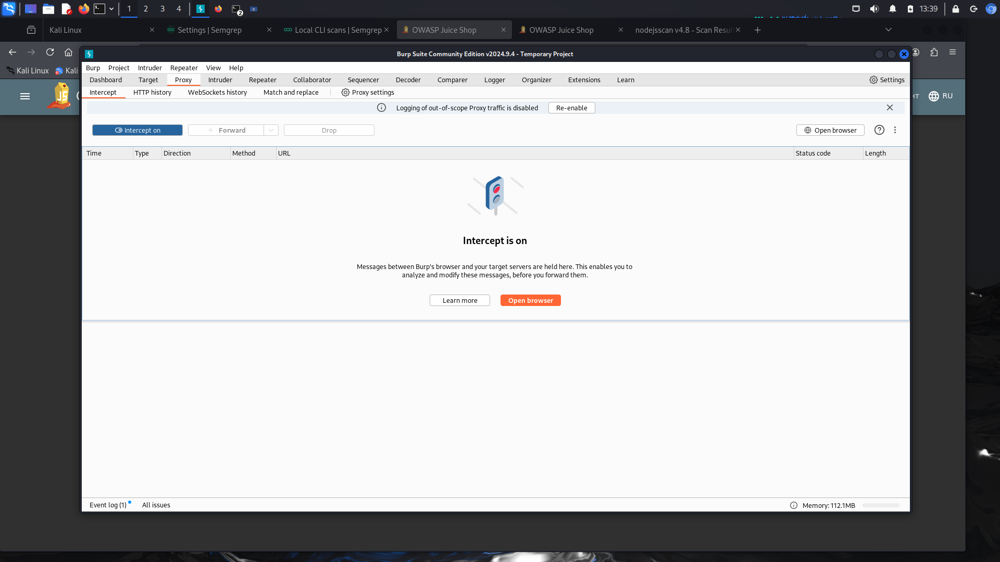 1 2 3 4 13:39
Kali Linux Settings | Semgrep Local CLI scans | Semgrep OWASP Juice Shop OWASP Juice Shop nodejsscan v4.8 - Scan Resul
Burp Suite Community Edition v2024.9.4 - Temporary Project
Kali Linux Kali
Burp Project Intruder Repeater View Help
Dashboard Target Proxy Intruder Repeater Collaborator Sequencer Decoder Comparer Logger Organizer Extensions Learn Settings
Intercept HTTP history WebSockets history Match and replace Proxy settings
RU
Logging of out-of-scope Proxy traffic is disabled Re-enable
Intercept on Forward Drop Open browser
Time Type Direction Method URL Status code Length
Intercept is on
Messages between Burp's browser and your target servers are held here. This enables you to
analyze and modify these messages, before you forward them.
Learn more Open browser
Event log (1) All issues Memory: 112.1MB